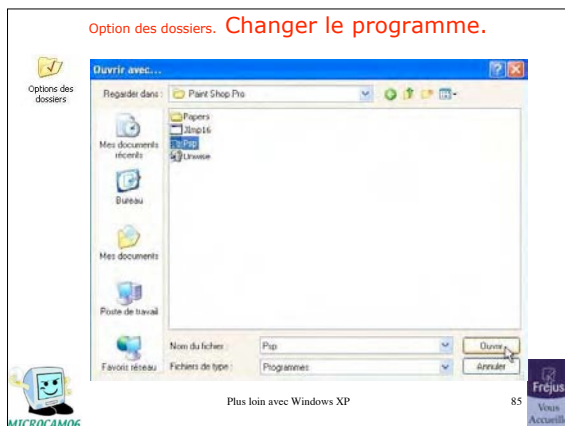 Option des dossiers. Changer le programme.
Options des
dossiers
Ouvrir avec...
Regarder dans :
Paint Shop Pro
Papers
Jlmp16
Psp
Unwise
Mes documents
récents
Bureau
Mes documents
Poste de travail
Favoris réseau
Nom du fichier :
Psp
Ouvrir
Fichiers de type :
Programmes
Annuler
MICROCAM06
Plus loin avec Windows XP
85
Fréjus
Vous
Accueille